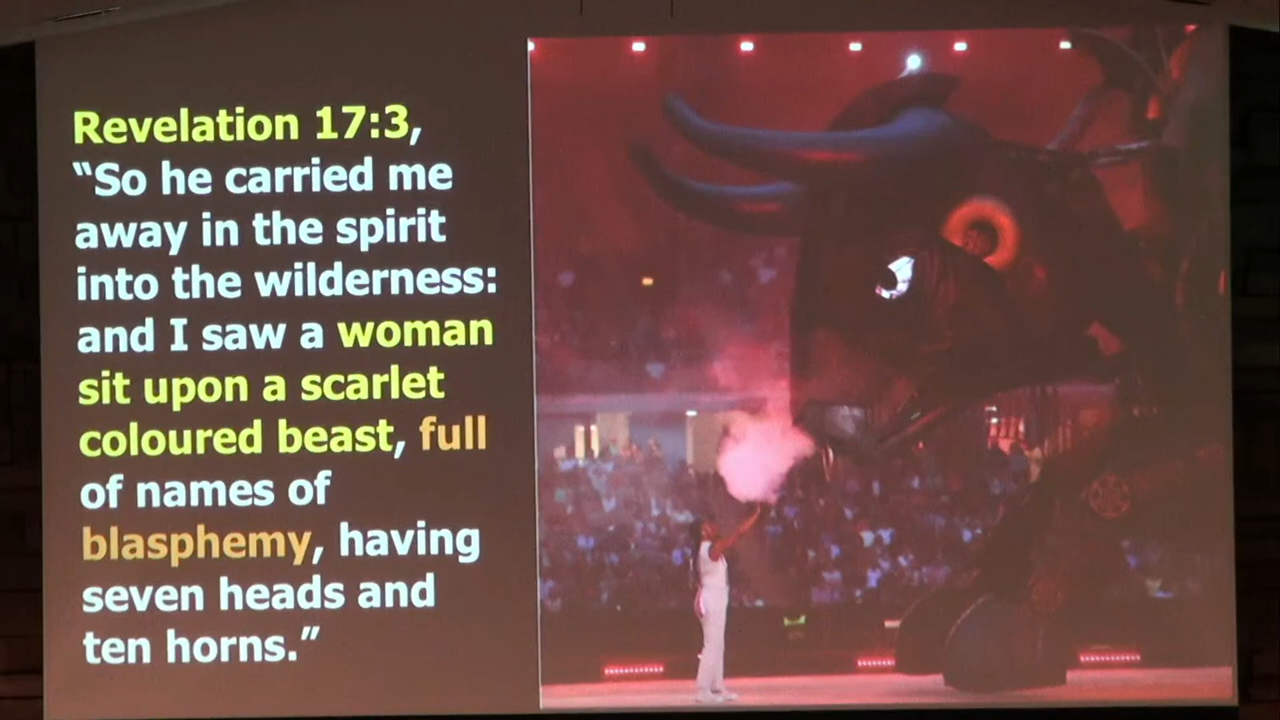 Revelation 17:3,
“So he carried me
away in the spirit
into the wilderness:
and I saw a woman
sit upon a scarlet
coloured beast, full
of names of
blasphemy, having
seven heads and
ten horns.”